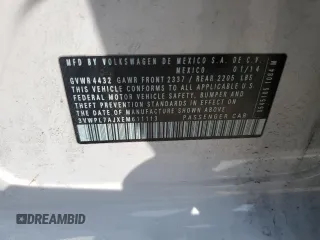 MFD. BY VOLKSWAGEN DE MEXICO S.A. DE C.V.
MEXICO 01/14
GVWR 4432 GAWR FRONT 2337 / REAR 2205 LBS
THIS VEHICLE CONFORMS TO ALL APPLICABLE
FEDERAL MOTOR VEHICLE SAFETY, BUMPER
AND THEFT PREVENTION STANDARDS IN EFFECT ON
THE DATE OF MANUFACTURE SHOWN ABOVE.
PASSENGER CAR
DREAMBID